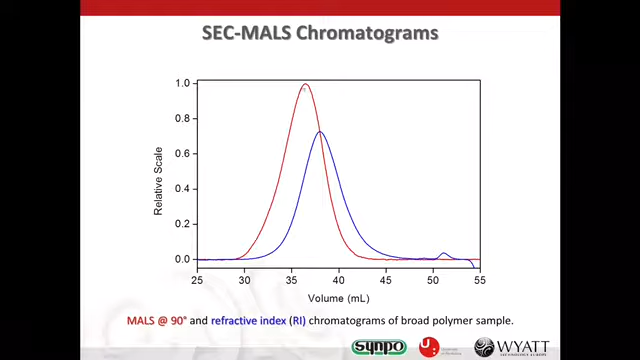 SEC-MALS Chromatograms
Relative Scale
1.0
0.8
0.6
0.4
0.2
0.0
25 30 35 40 45 50 55
Volume (mL)
MALS @ 90° and refractive index (RI) chromatograms of broad polymer sample.
synpo
WYATT